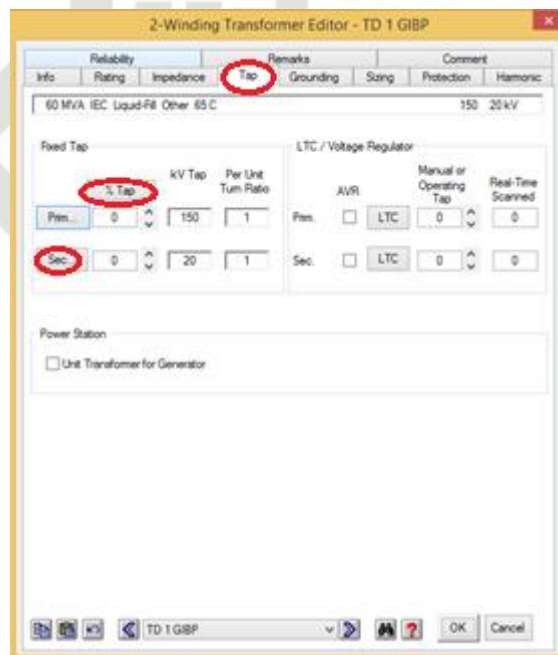 2-Winding Transformer Editor - TD 1 GIBP
Reliability Remarks Comment
Info Rating Impedance Tap Grounding Sizing Protection Harmonic
60 MVA IEC Liquid-Fill Other 65 C 150 20 kV
Fixed Tap
LTC / Voltage Regulator
% Tap kV Tap Per Unit Turn Ratio
AVR Manual or Operating Tap Real-Time Scanned
Prim... 0 150 1 Prim. LTC 0 0
Sec... 0 20 1 Sec. LTC 0 0
Power Station
Unit Transformer for Generator
TD 1 GIBP ? OK Cancel